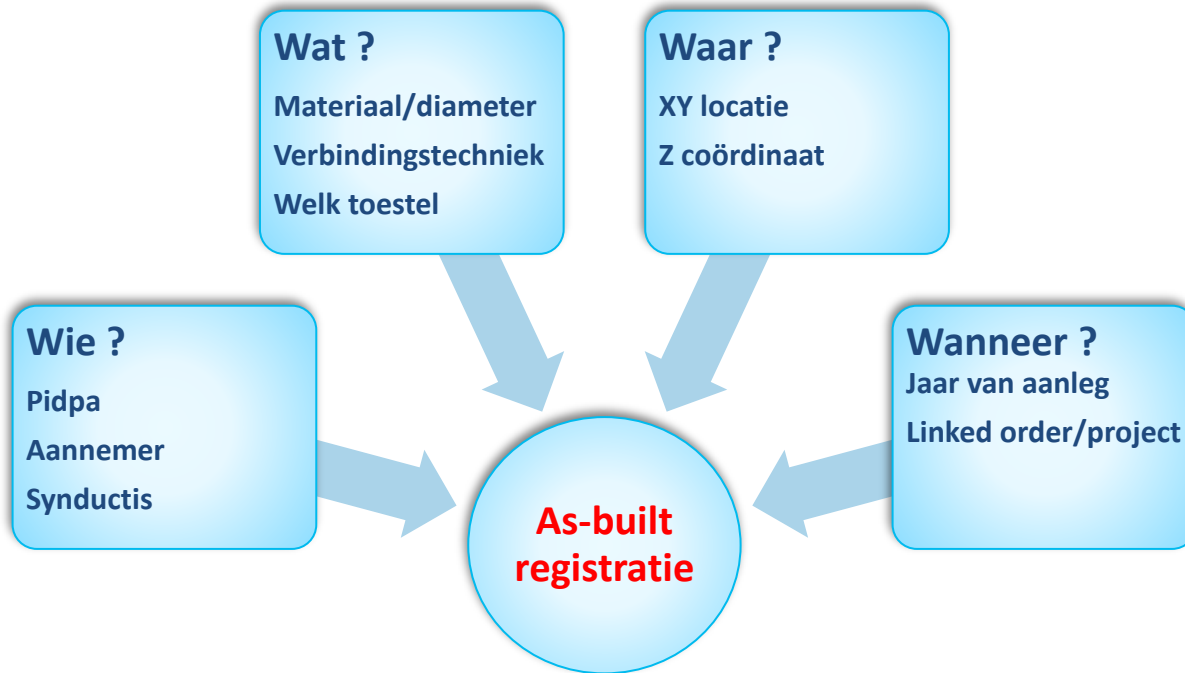 Wat ?
Materiaal/diameter
Verbindingstechniek
Welk toestel
Waar ?
XY locatie
Z coördinaat
Wie ?
Pidpa
Aannemer
Synductis
Wanneer ?
Jaar van aanleg
Linked order/project
As-built
registratie